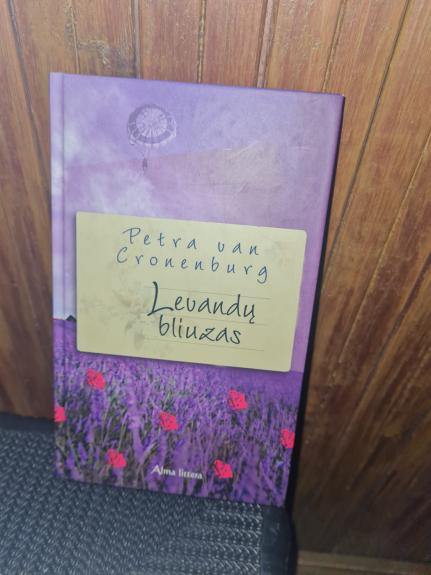 Petra van
Cronenburg
Levandų
bliuzas
Alma littera